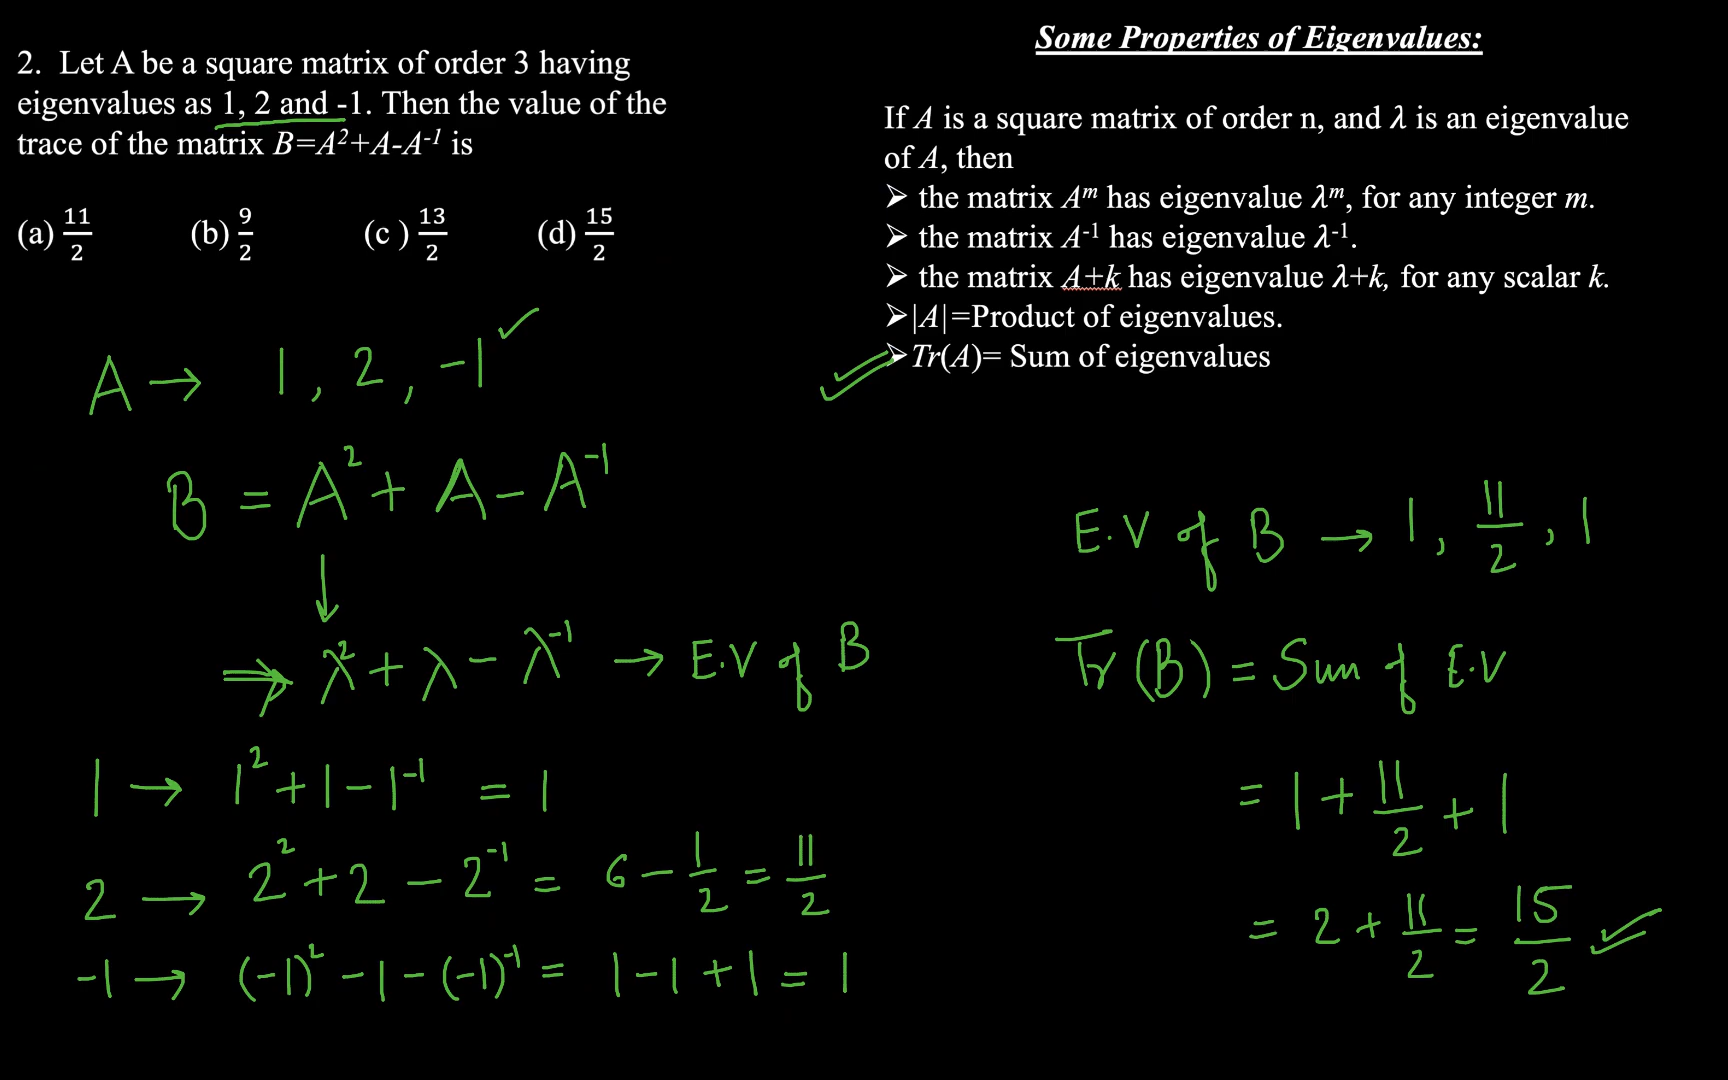 2. Let A be a square matrix of order 3 having
eigenvalues as 1, 2 and -1. Then the value of the
trace of the matrix B=A²+A-A⁻¹ is
(a) 11/2 (b) 9/2 (c ) 13/2 (d) 15/2
A → 1, 2, -1 ✓
B = A² + A - A⁻¹
↓
⇒ λ² + λ - λ⁻¹ → E.V of B
1 → 1² + 1 - 1⁻¹ = 1
2 → 2² + 2 - 2⁻¹ = 6 - 1/2 = 11/2
-1 → (-1)² - 1 - (-1)⁻¹ = 1 - 1 + 1 = 1
Some Properties of Eigenvalues:
If A is a square matrix of order n, and λ is an eigenvalue
of A, then
➢ the matrix Aᵐ has eigenvalue λᵐ, for any integer m.
➢ the matrix A⁻¹ has eigenvalue λ⁻¹.
➢ the matrix A+k has eigenvalue λ+k, for any scalar k.
➢|A|=Product of eigenvalues.
➢Tr(A)= Sum of eigenvalues
E.V of B → 1, 11/2, 1
Tr (B) = Sum of E.V
= 1 + 11/2 + 1
= 2 + 11/2 = 15/2 ✓